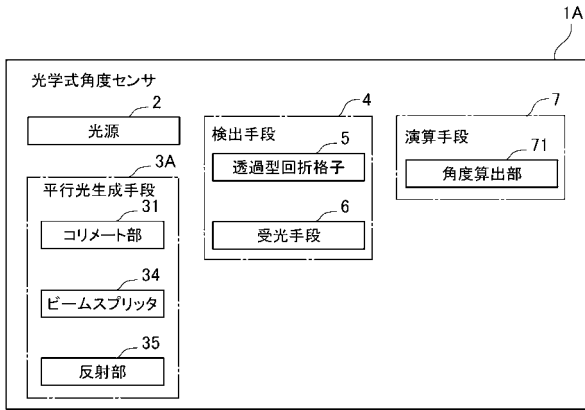 1A
光学式角度センサ
2
光源
3A
平行光生成手段
31
コリメート部
34
ビームスプリッタ
35
反射部
4
検出手段
5
透過型回折格子
6
受光手段
7
演算手段
71
角度算出部